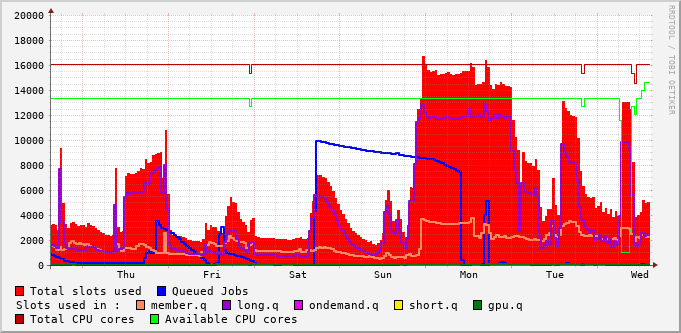 20000
18000
16000
14000
12000
10000
8000
6000
4000
2000
0
Thu Fri Sat Sun Mon Tue Wed
RRDTOOL / TOBI OETIKER
Total slots used Queued Jobs
Slots used in : member.q long.q ondemand.q short.q gpu.q
Total CPU cores Available CPU cores